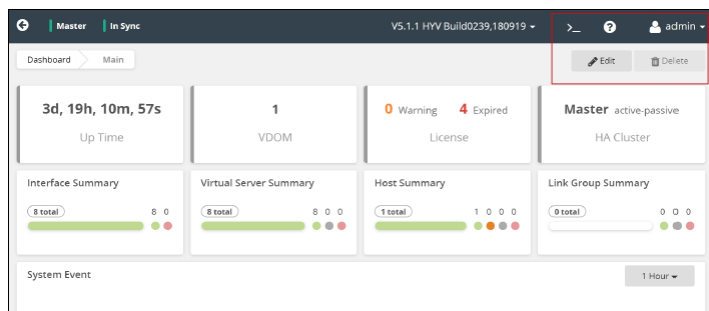 Master In Sync V5.1.1 HYV Build0239,180919 >_ ? admin
Dashboard Main Edit Delete
3d, 19h, 10m, 57s 1 0 Warning 4 Expired Master active-passive
Up Time VDOM License HA Cluster
Interface Summary Virtual Server Summary Host Summary Link Group Summary
8 total 8 0 8 total 8 0 0 1 total 1 0 0 0 0 total 0 0 0
System Event 1 Hour